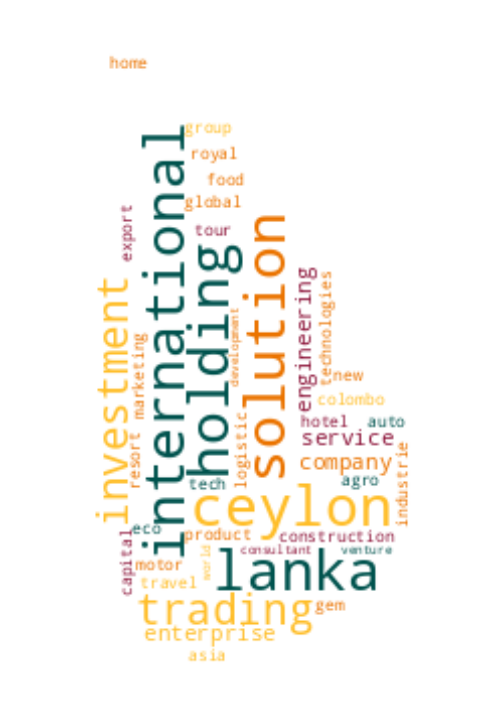 home
group
royal
food
global
export
tour
international
holding
solution
investment
engineering
technologies
development
marketing
new
colombo
resort
logistic
hotel
auto
service
company
industrie
tech
agro
ceylon
eco
product
construction
capital
world
consultant
venture
motor
lanka
travel
trading
gem
enterprise
asia